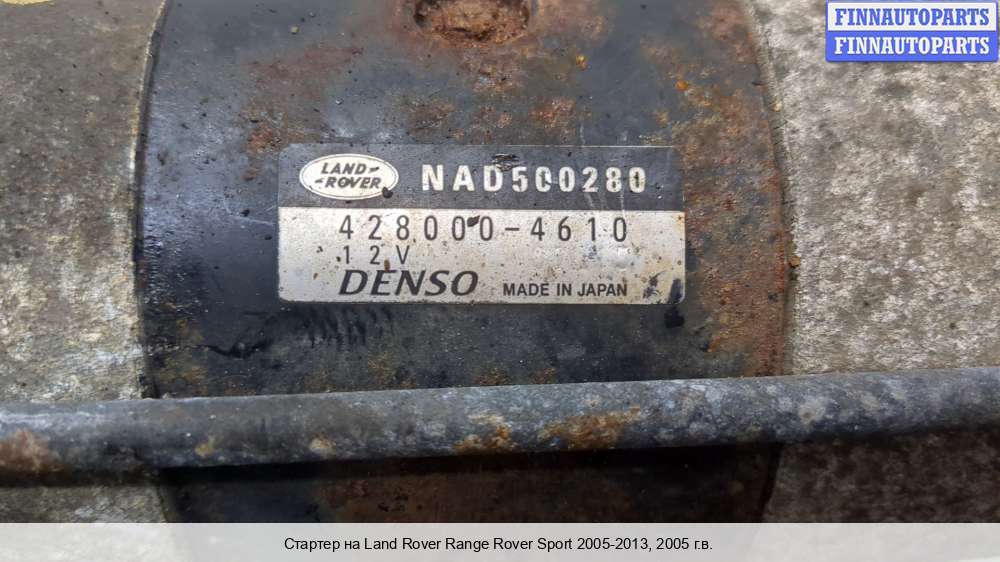 FINNAUTOPARTS
FINNAUTOPARTS
LAND-
-ROVER NAD500280
428000-4610
12V
DENSO MADE IN JAPAN
Стартер на Land Rover Range Rover Sport 2005-2013, 2005 г.в.